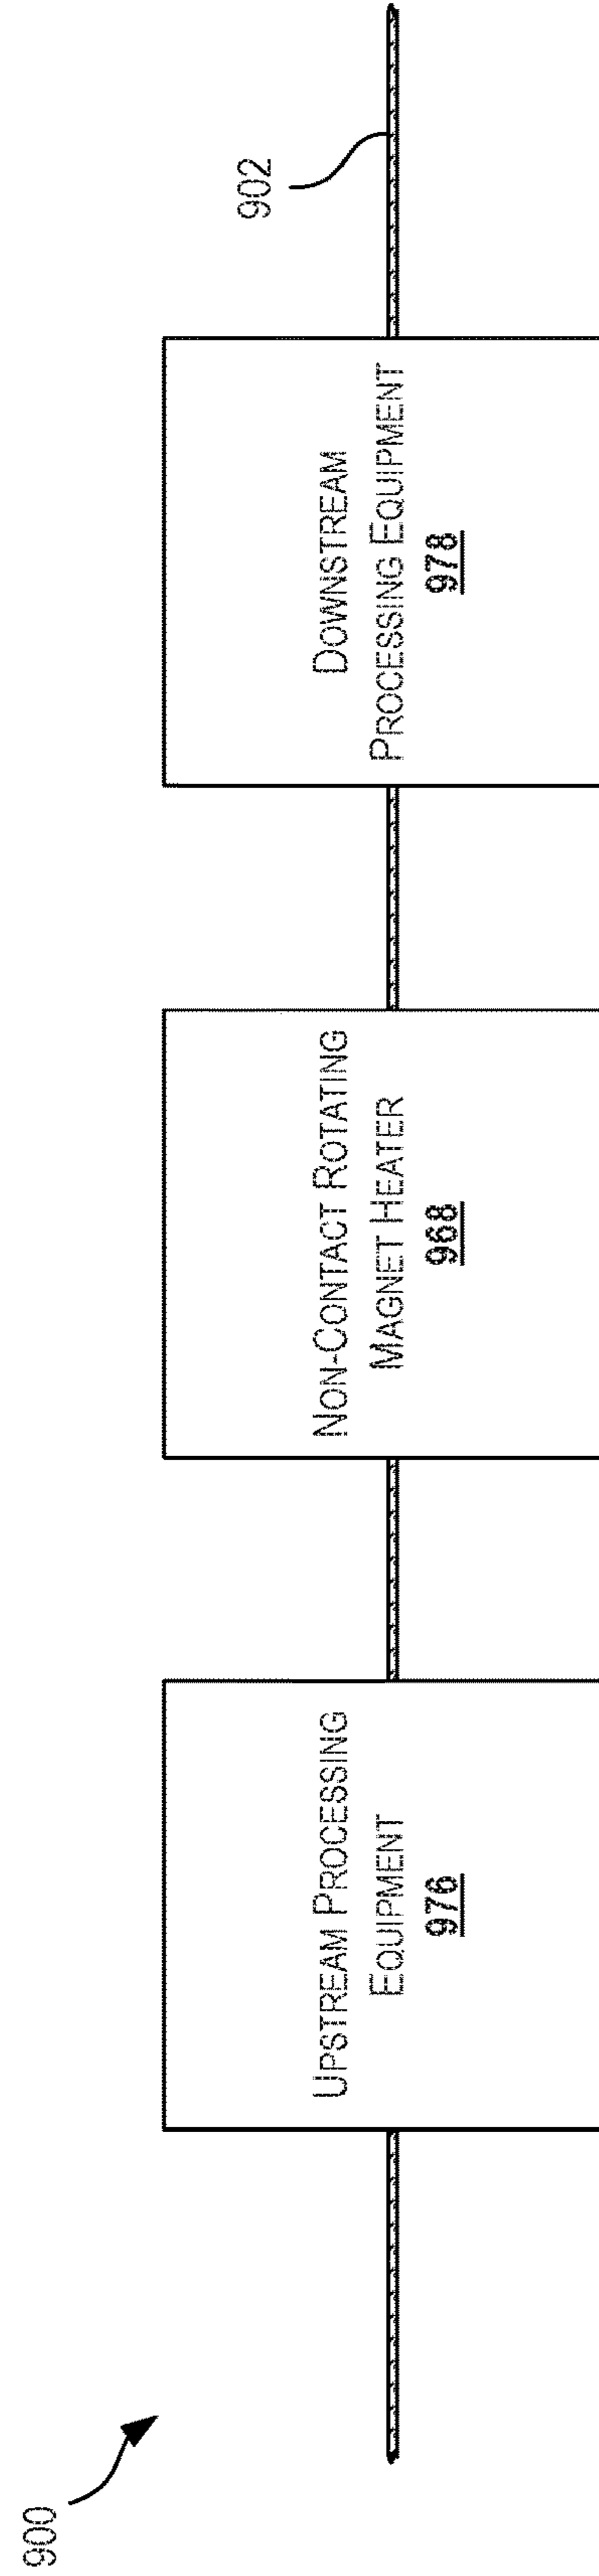 900
UPSTREAM PROCESSING
EQUIPMENT
976
NON-CONTACT ROTATING
MAGNET HEATER
968
DOWNSTREAM
PROCESSING EQUIPMENT
978
902